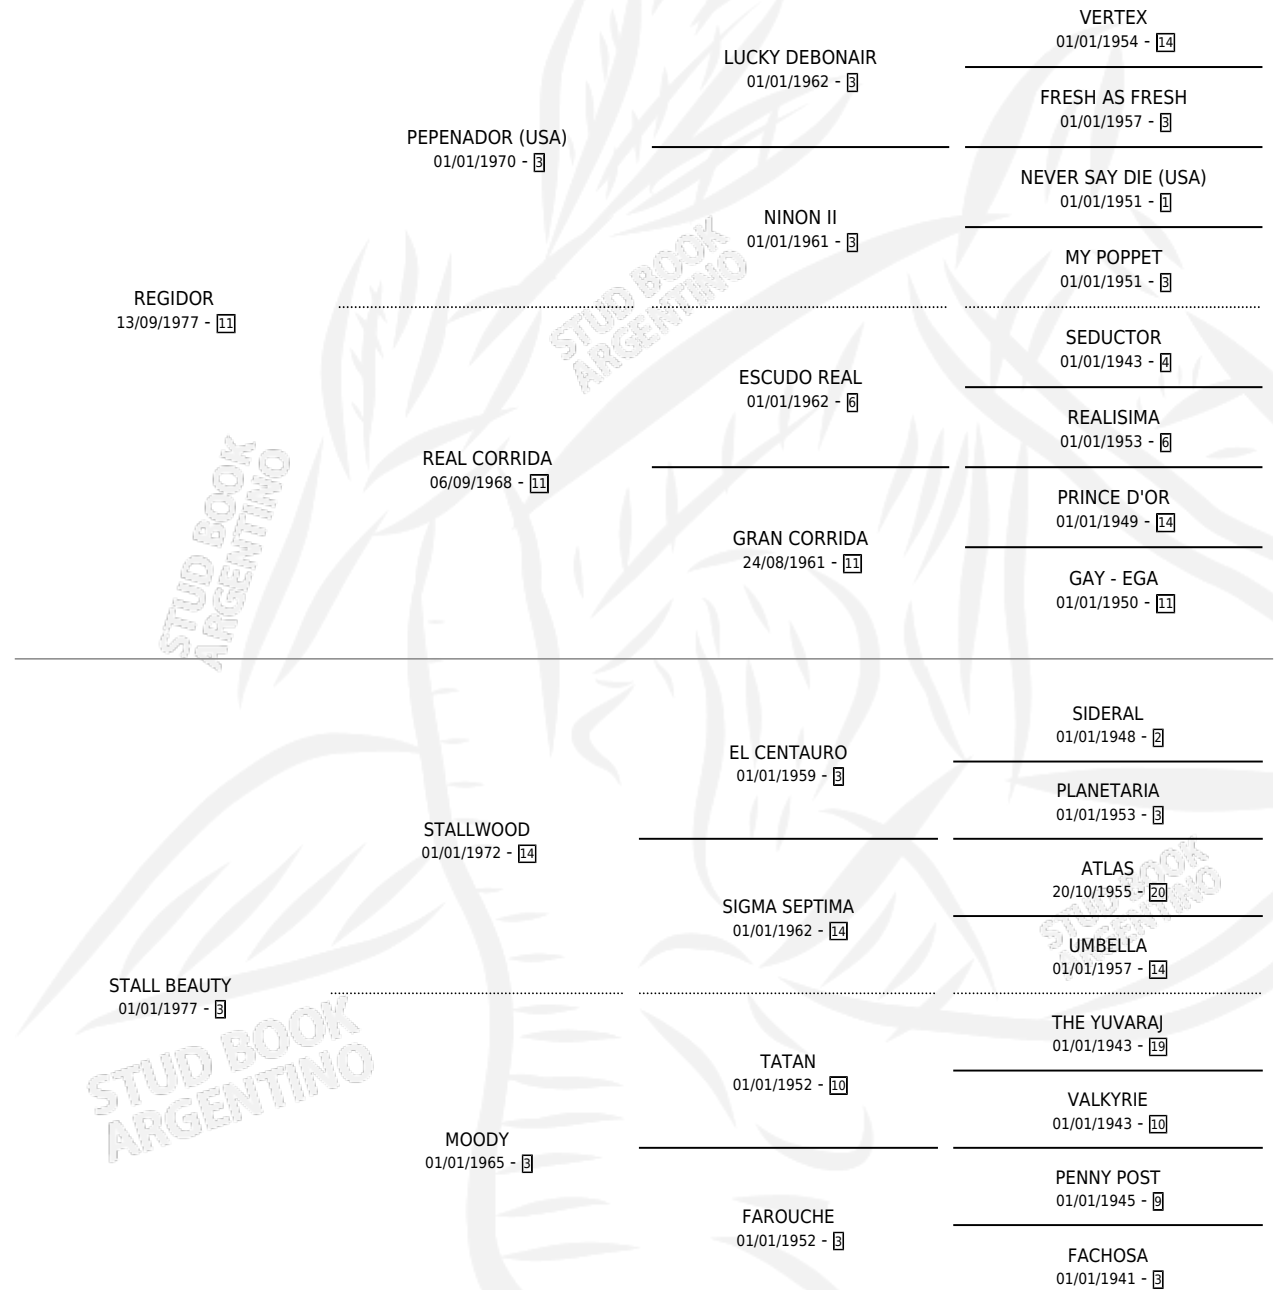 VERTEX
01/01/1954 - 14
LUCKY DEBONAIR
01/01/1962 - 3
FRESH AS FRESH
01/01/1957 - 3
PEPENADOR (USA)
01/01/1970 - 3
NEVER SAY DIE (USA)
01/01/1951 - 1
NINON II
01/01/1961 - 3
MY POPPET
01/01/1951 - 3
REGIDOR
13/09/1977 - 11
SEDUCTOR
01/01/1943 - 4
ESCUDO REAL
01/01/1962 - 6
REALISIMA
01/01/1953 - 6
REAL CORRIDA
06/09/1968 - 11
PRINCE D'OR
01/01/1949 - 14
GRAN CORRIDA
24/08/1961 - 11
GAY - EGA
01/01/1950 - 11
SIDERAL
01/01/1948 - 2
EL CENTAURO
01/01/1959 - 3
PLANETARIA
01/01/1953 - 3
STALLWOOD
01/01/1972 - 14
ATLAS
20/10/1955 - 20
SIGMA SEPTIMA
01/01/1962 - 14
UMBELLA
01/01/1957 - 14
STALL BEAUTY
01/01/1977 - 3
THE YUVARAJ
01/01/1943 - 19
TATAN
01/01/1952 - 10
VALKYRIE
01/01/1943 - 10
MOODY
01/01/1965 - 3
PENNY POST
01/01/1945 - 9
FAROUCHE
01/01/1952 - 3
FACHOSA
01/01/1941 - 3
STUD BOOK
ARGENTINO
STUD BOOK
ARGENTINO
STUD BOOK
ARGENTINO
STUD BOOK
ARGENTINO